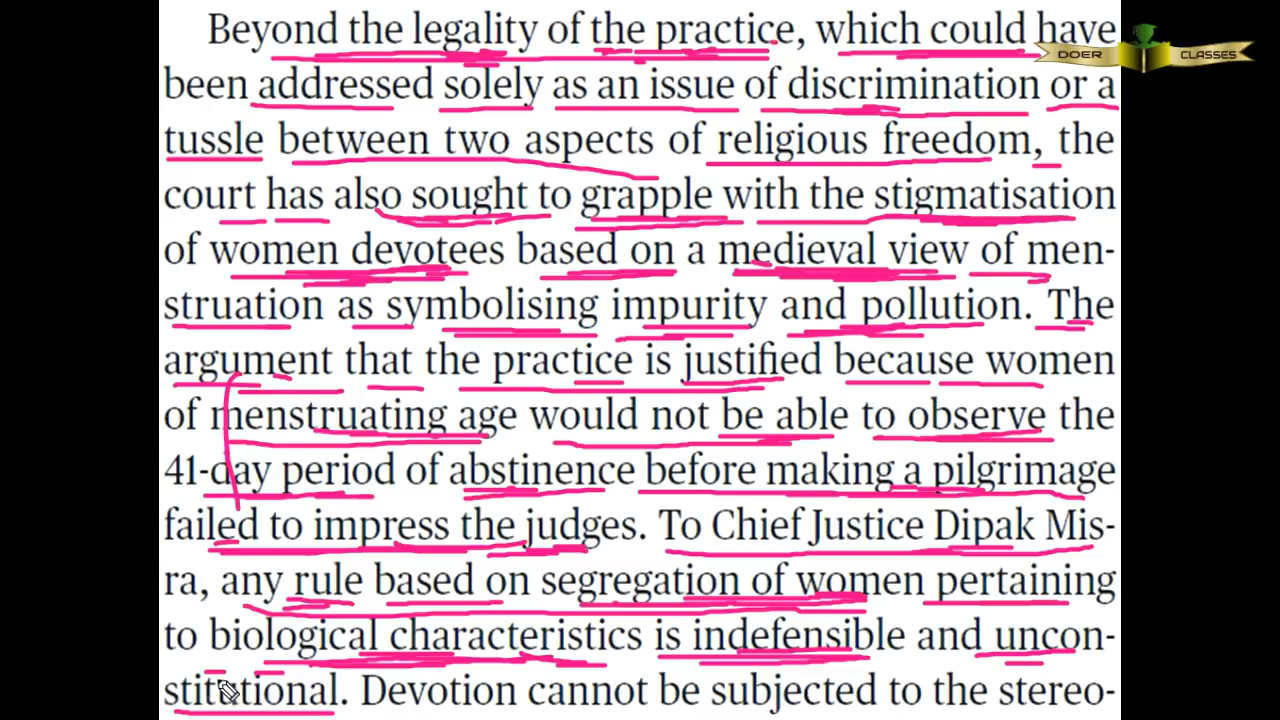 Beyond the legality of the practice, which could have
DOER CLASSES
been addressed solely as an issue of discrimination or a
tussle between two aspects of religious freedom, the
court has also sought to grapple with the stigmatisation
of women devotees based on a medieval view of men-
struation as symbolising impurity and pollution. The
argument that the practice is justified because women
of menstruating age would not be able to observe the
41-day period of abstinence before making a pilgrimage
failed to impress the judges. To Chief Justice Dipak Mis-
ra, any rule based on segregation of women pertaining
to biological characteristics is indefensible and uncon-
stitutional. Devotion cannot be subjected to the stereo-